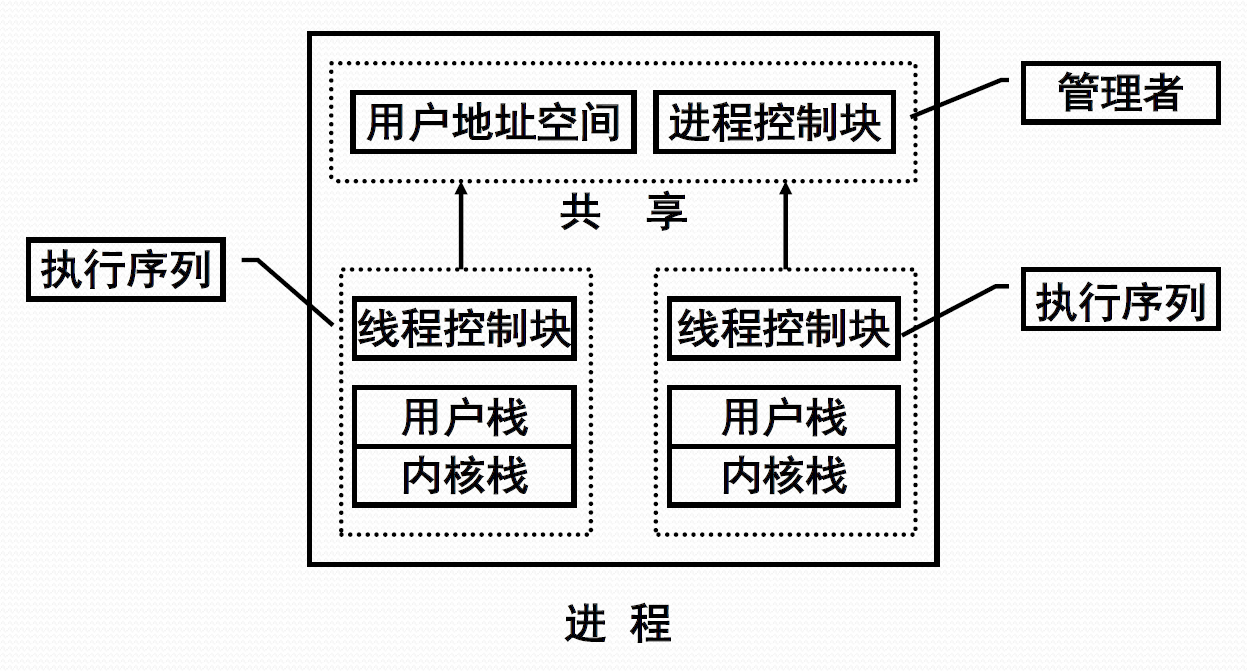 管理者
用户地址空间
进程控制块
共 享
执行序列
执行序列
线程控制块
线程控制块
用户栈
用户栈
内核栈
内核栈
进 程